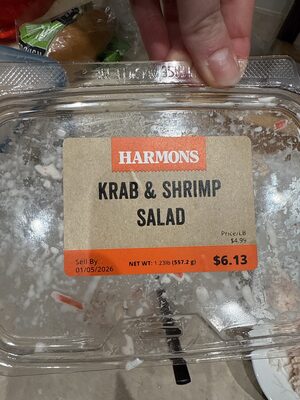 HARMONS
KRAB & SHRIMP
SALAD
Price/LB
$4.99
Sell By
01/05/2026
NET WT: 1.23lb (557.2 g)
$6.13